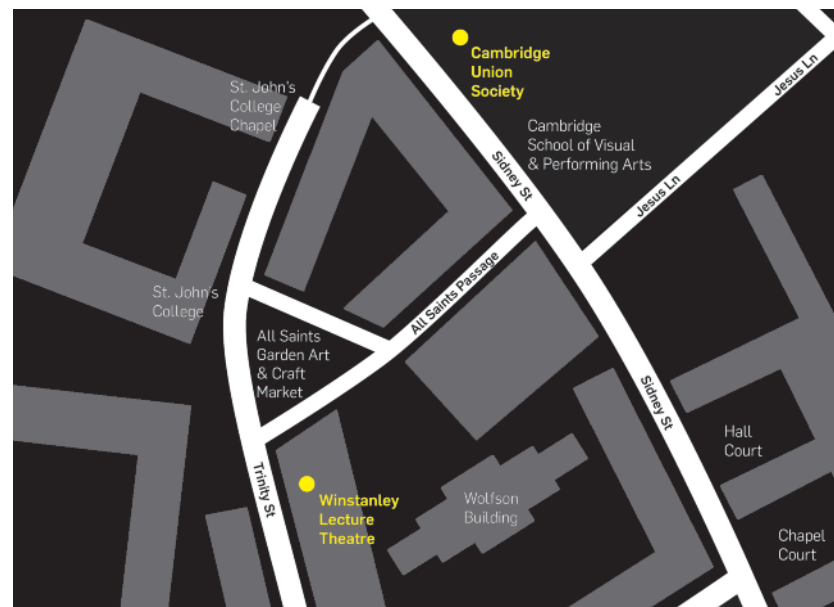 Cambridge
Union
Society
St. John's
College
Chapel
Cambridge
School of Visual
& Performing Arts
Jesus Ln
Sidney St
Jesus Ln
St. John's
College
All Saints Passage
All Saints
Garden Art
& Craft
Market
Sidney St
Hall
Court
Trinity St
Winstanley
Lecture
Theatre
Wolfson
Building
Chapel
Court